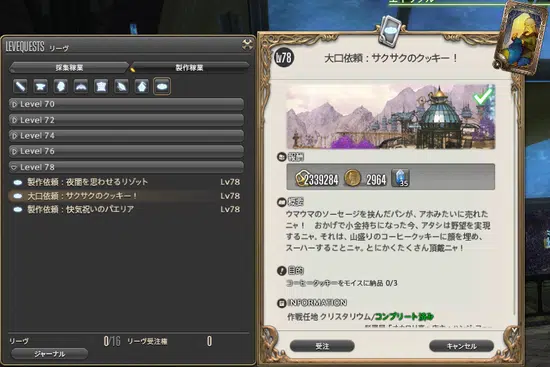 LEVEQUESTS リーヴ
採集稼業
製作稼業
Level 70
Level 72
Level 74
Level 76
Level 78
製作依頼：夜闇を思わせるリゾット Lv78
大口依頼：サクサクのクッキー！ Lv78
製作依頼：快気祝いのパエリア Lv78
リーヴ 0/16 リーヴ受注権 0
ジャーナル
Lv78
大口依頼：サクサクのクッキー！
報酬
2339284 2964 35
概要
ウマウマのソーセージを挟んだパンが、アホみたいに売れた
ニャ！ おかげで小金持ちになった今、アタシは野望を実現
するニャ。それは、山盛りのコーヒークッキーに顔を埋め、
スーハーすることニャ。とにかくたくさん頂戴ニャ！
目的
コーヒークッキーをモイスに納品 0/3
INFORMATION
作戦任地 クリスタリウム/コンプリート済み
受注
キャンセル